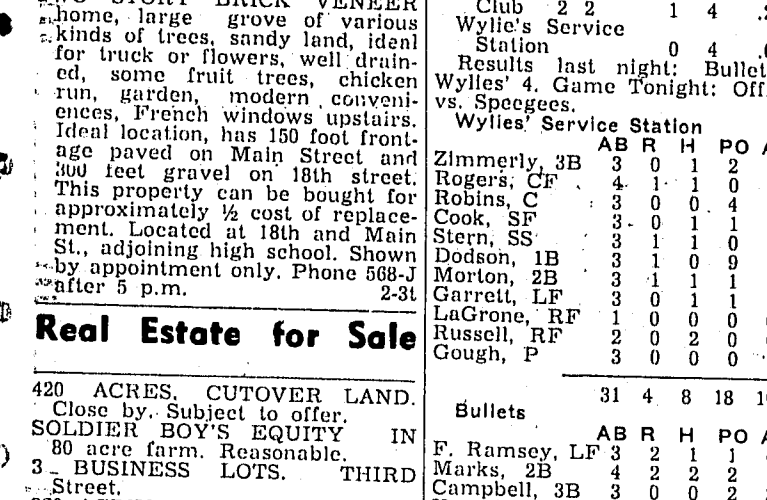 STORY BRICK VENEER
home, large grove of various
kinds of trees, sandy land, ideal
for truck or flowers, well drain-
ed, some fruit trees, chicken
run, garden, modern conveni-
ences, French windows upstairs.
Ideal location, has 150 foot front-
age paved on Main Street and
300 feet gravel on 18th street.
This property can be bought for
approximately ½ cost of replace-
ment. Located at 18th and Main
St., adjoining high school. Shown
by appointment only. Phone 568-J
after 5 p.m. 2-3t
Real Estate for Sale
420 ACRES. CUTOVER LAND.
Close by. Subject to offer.
SOLDIER BOY'S EQUITY IN
80 acre farm. Reasonable.
3 BUSINESS LOTS. THIRD
Street.
Club 2 2 1 4
Wylie's Service
Station 0 4
Results last night: Bullet
Wylies' 4. Game Tonight: Off
vs. Speegees.
Wylies' Service Station
AB R H PO
Zimmerly, 3B 3 0 1 2
Rogers, CF 4 1 1 0
Robins, C 3 0 0 4
Cook, SF 3 0 1 1
Stern, SS 3 1 1 0
Dodson, 1B 3 1 0 9
Morton, 2B 3 1 1 1
Garrett, LF 3 0 1 1
LaGrone, RF 1 0 0 0
Russell, RF 2 0 2 0
Gough, P 3 0 0 0
31 4 8 18
Bullets
AB R H PO
F. Ramsey, LF 3 2 1 1
Marks, 2B 4 2 2 2
Campbell, 3B 3 0 0 2